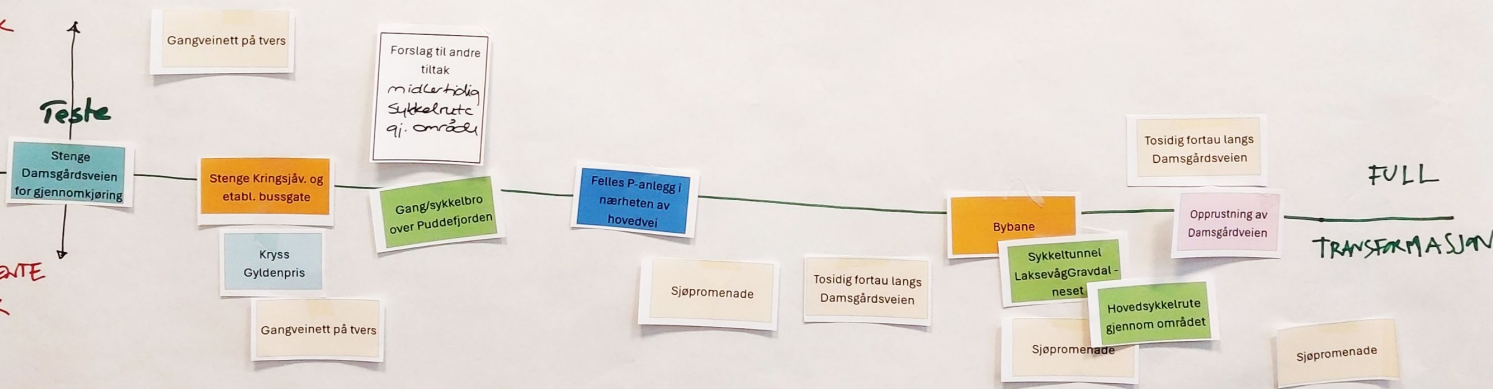 Teste
Stenge
Damsgårdsveien
for gjennomkjøring
Gangveinett på tvers
Stenge Kringsjåv. og
etabl. bussgate
Kryss
Gyldenpris
Gangveinett på tvers
Forslag til andre
tiltak
midlertidig
sykkelrute
gj. område
Gang/sykkelbro
over Puddefjorden
Felles P-anlegg i
nærheten av
hovedvei
Sjøpromenade
Tosidig fortau langs
Damsgårdsveien
Bybane
Sykkeltunnel
LaksevågGravdal -
neset
Hovedsykkelrute
gjennom området
Sjøpromenade
Tosidig fortau langs
Damsgårdsveien
Opprustning av
Damsgårdveien
Sjøpromenade
FULL
TRANSFORMASJON